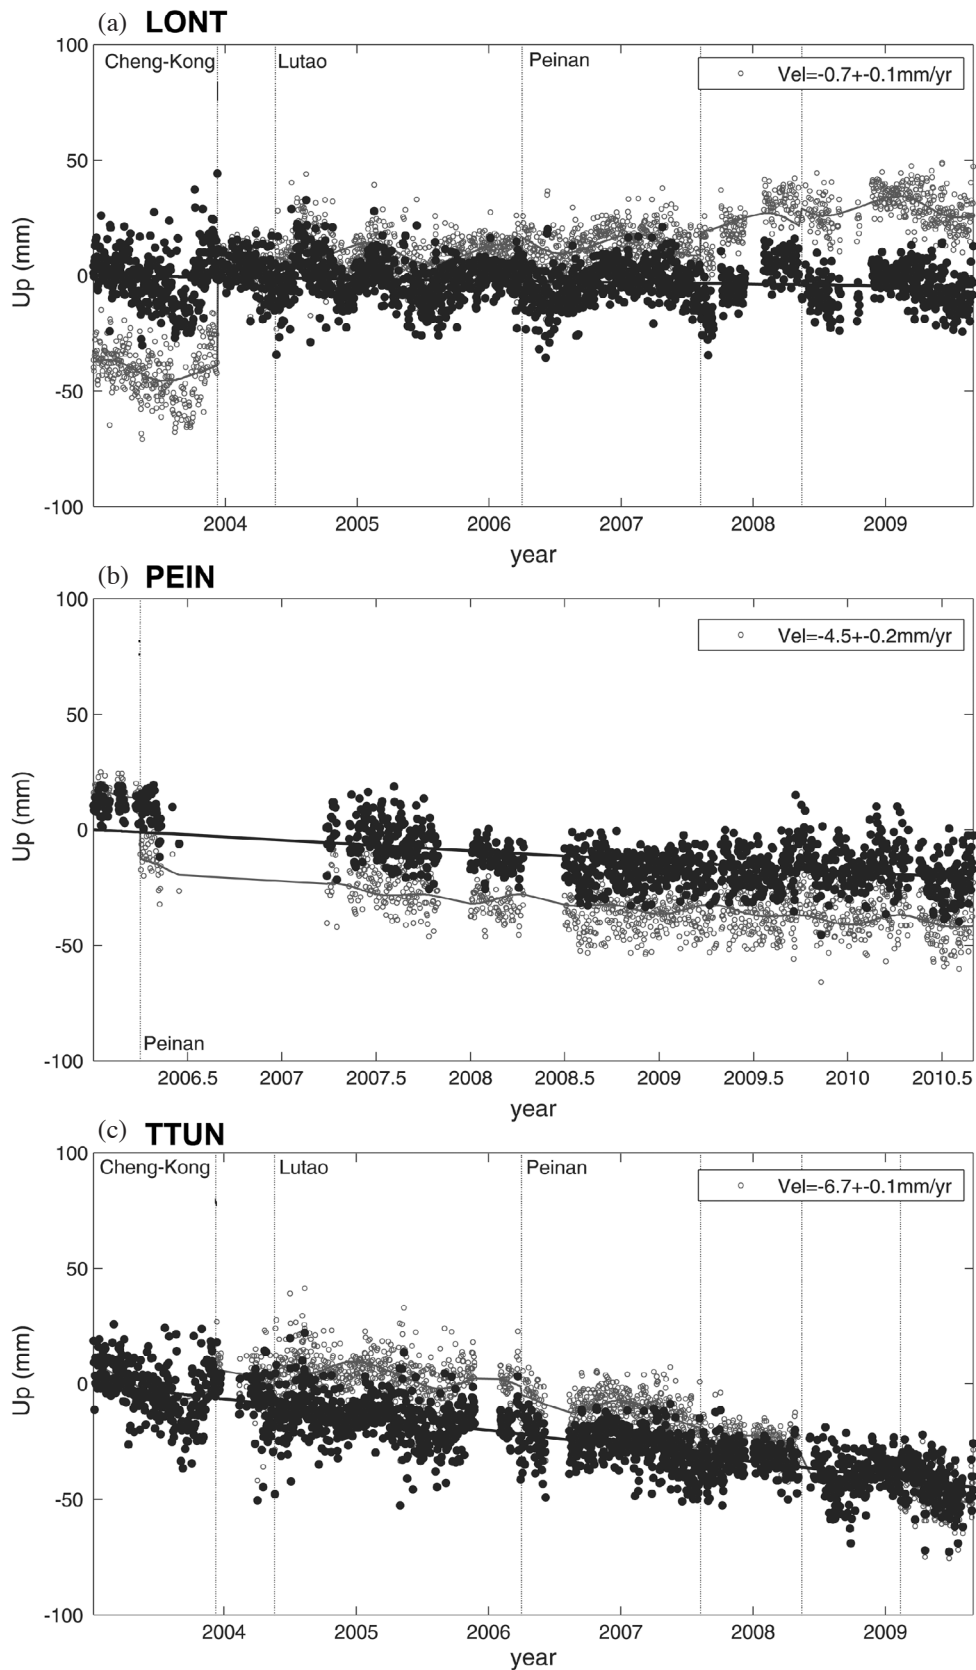 (a) LONT
100
Cheng-Kong
Lutao
Peinan
Vel=-0.7+-0.1mm/yr
50
0
-50
-100
Up (mm)
2004 2005 2006 2007 2008 2009
year
(b) PEIN
100
Vel=-4.5+-0.2mm/yr
50
0
-50
-100
Up (mm)
Peinan
2006.5 2007 2007.5 2008 2008.5 2009 2009.5 2010 2010.5
year
(c) TTUN
100
Cheng-Kong
Lutao
Peinan
Vel=-6.7+-0.1mm/yr
50
0
-50
-100
Up (mm)
2004 2005 2006 2007 2008 2009
year